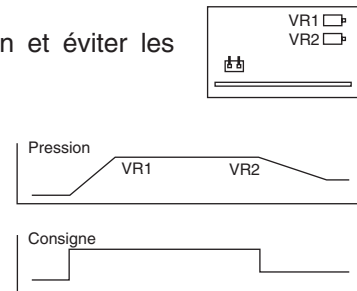 n et éviter les
VR1
VR2
Pression
VR1 VR2
Consigne